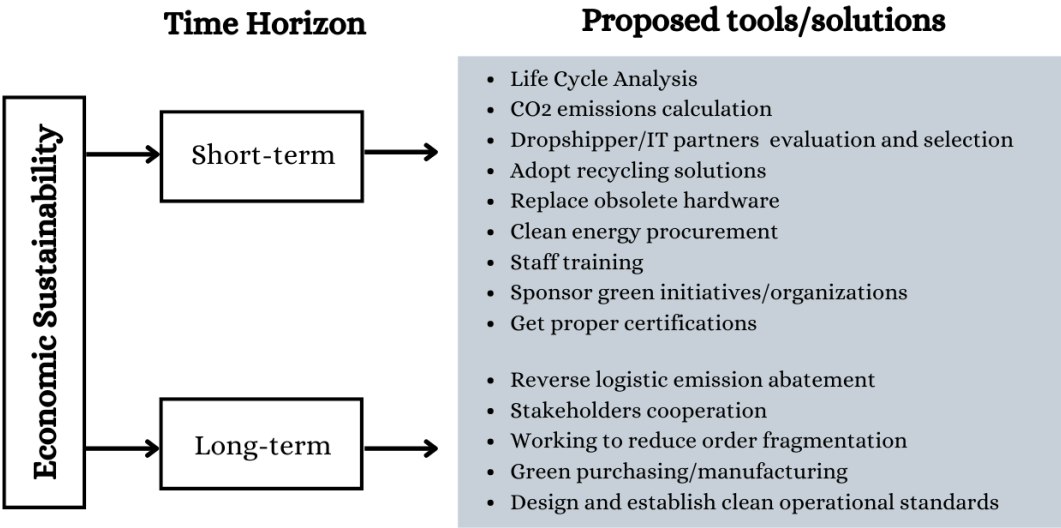 Time Horizon
Proposed tools/solutions
Economic Sustainability
Short-term
• Life Cycle Analysis
• CO2 emissions calculation
• Dropshipper/IT partners evaluation and selection
• Adopt recycling solutions
• Replace obsolete hardware
• Clean energy procurement
• Staff training
• Sponsor green initiatives/organizations
• Get proper certifications
Long-term
• Reverse logistic emission abatement
• Stakeholders cooperation
• Working to reduce order fragmentation
• Green purchasing/manufacturing
• Design and establish clean operational standards